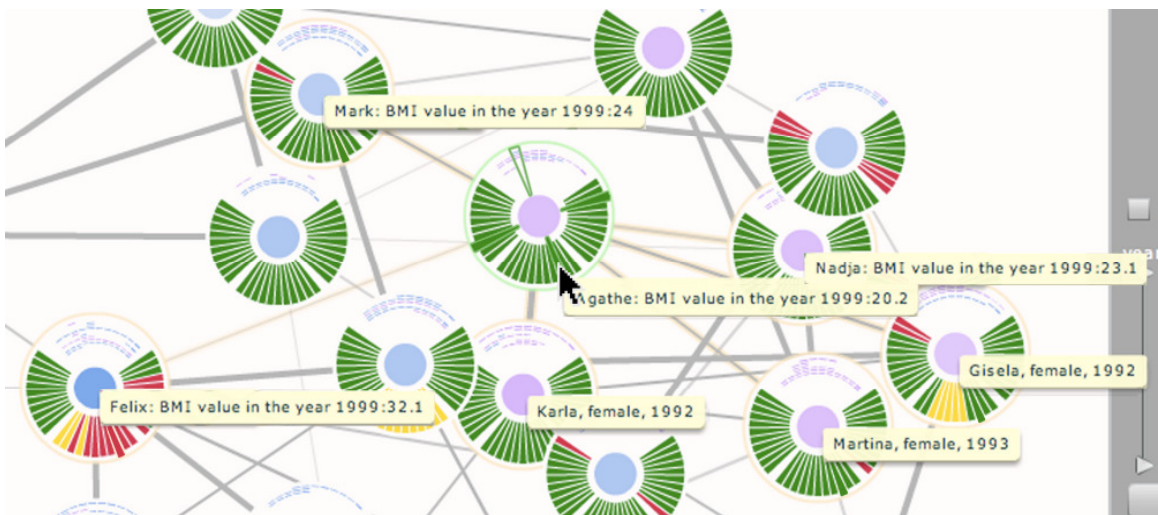 Mark: BMI value in the year 1999:24
Nadja: BMI value in the year 1999:23.1
Agathe: BMI value in the year 1999:20.2
Gisela, female, 1992
Felix: BMI value in the year 1999:32.1
Karla, female, 1992
Martina, female, 1993